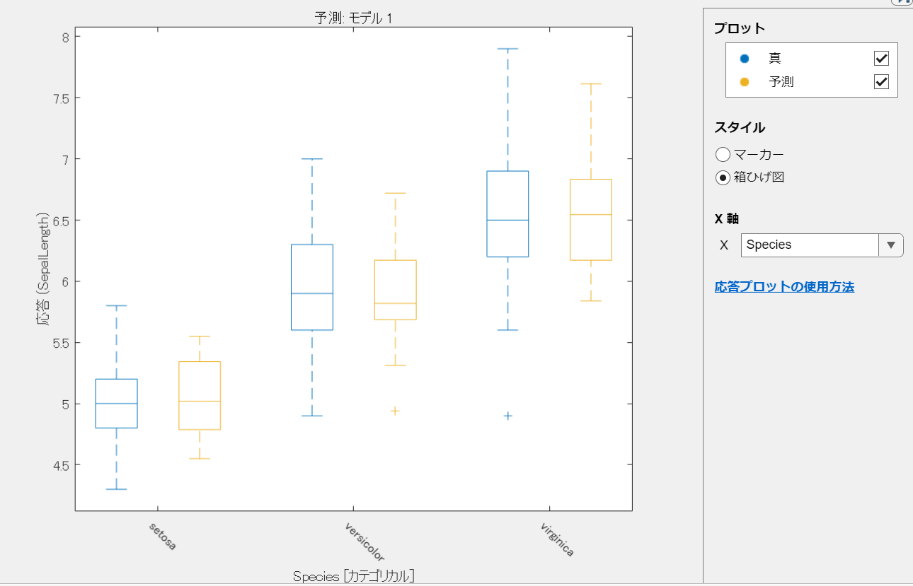 予測: モデル 1
8
7.5
7
6.5
6
5.5
5
4.5
応答 (SepalLength)
setosa
versicolor
virginica
Species [カテゴリカル]
プロット
真
予測
スタイル
マーカー
箱ひげ図
X 軸
X Species
応答プロットの使用方法